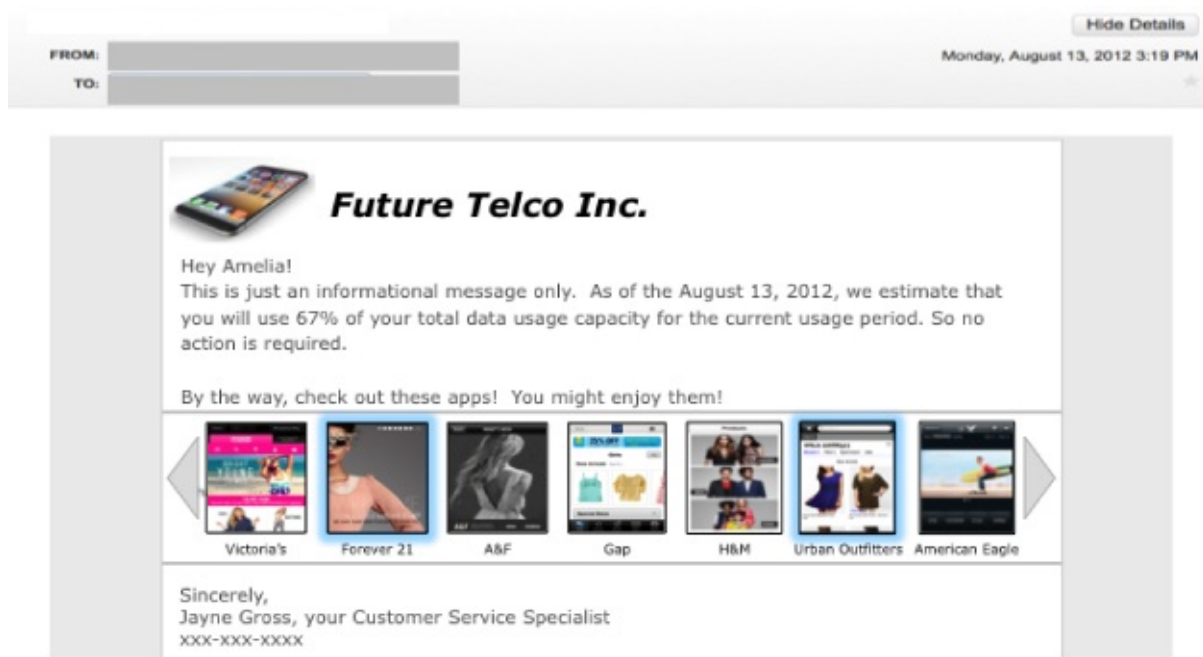 Hide Details
FROM:
Monday, August 13, 2012 3:19 PM
TO:
Future Telco Inc.
Hey Amelia!
This is just an informational message only. As of the August 13, 2012, we estimate that
you will use 67% of your total data usage capacity for the current usage period. So no
action is required.
By the way, check out these apps! You might enjoy them!
25% OFF
Products
A&F
Victoria's Forever 21 A&F Gap H&M Urban Outfitters American Eagle
Sincerely,
Jayne Gross, your Customer Service Specialist
xxx-xxx-xxxx